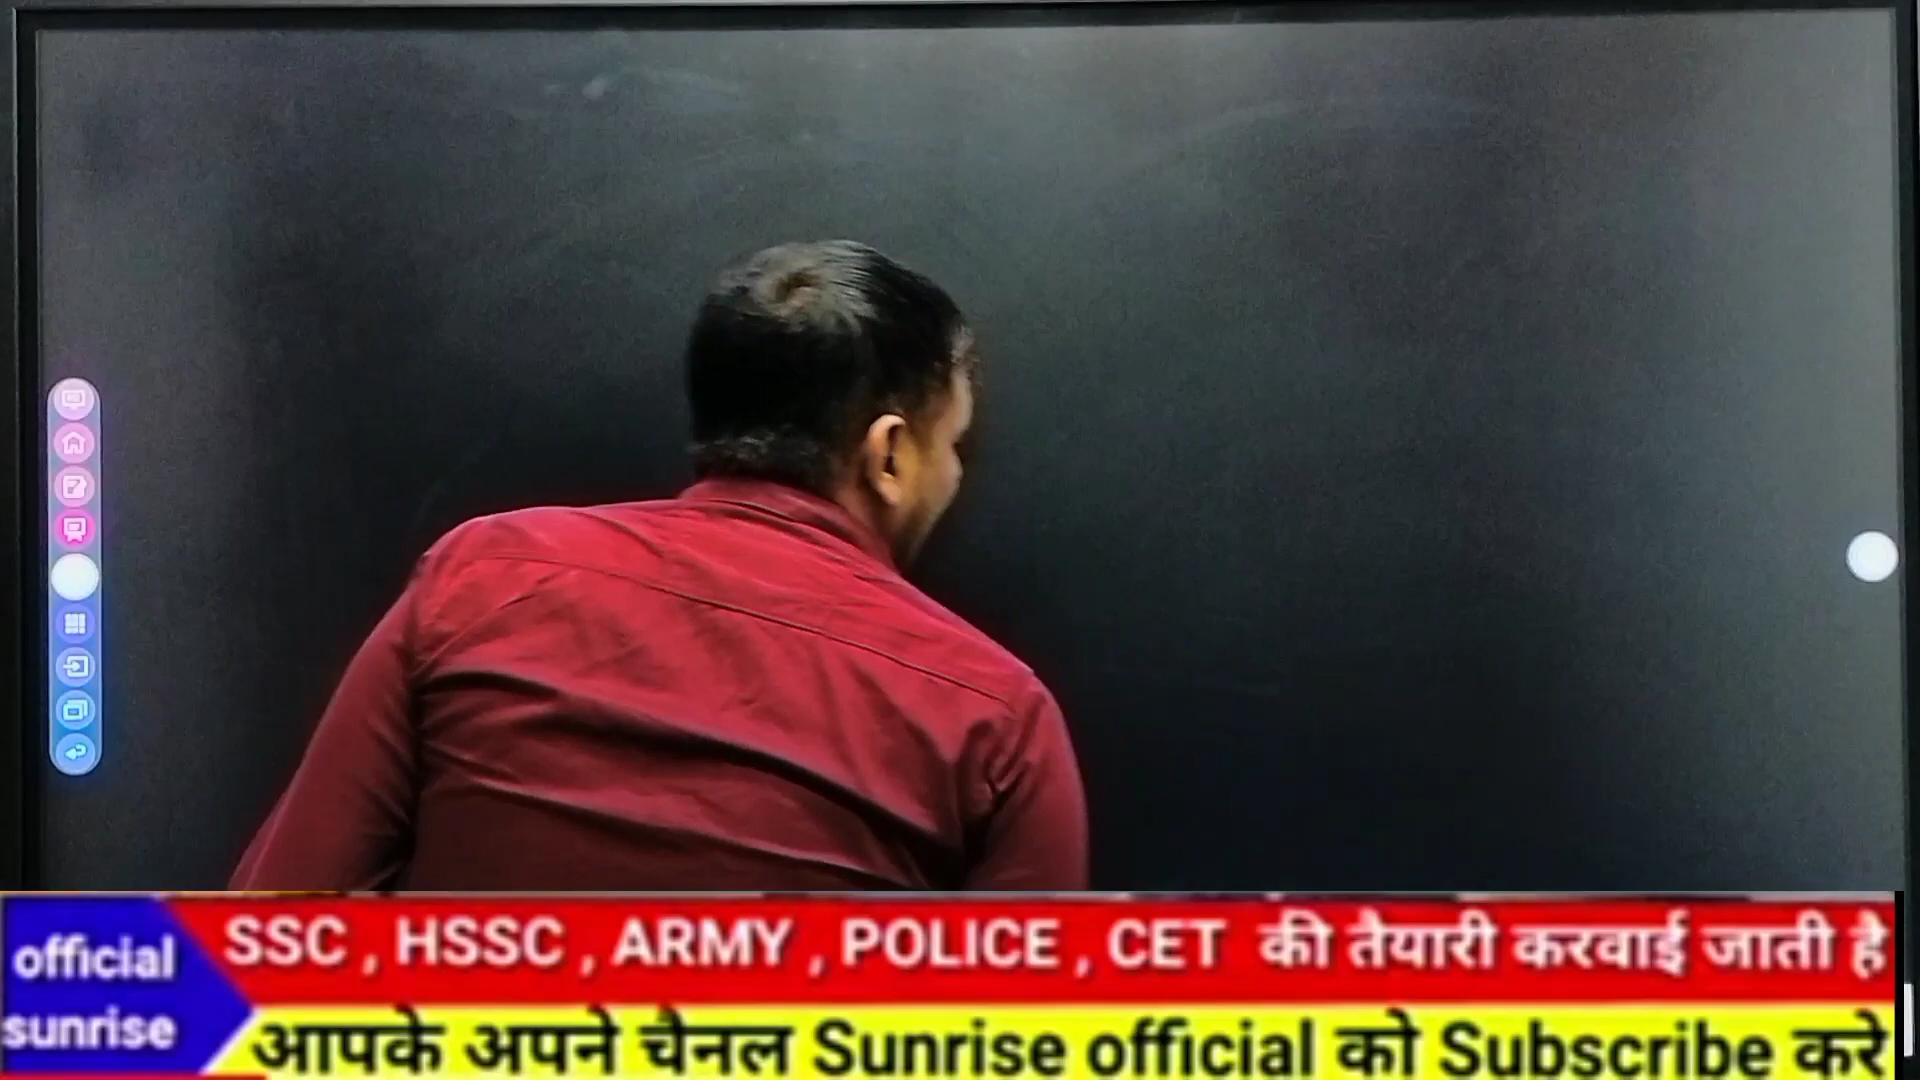 official
sunrise
SSC , HSSC , ARMY , POLICE , CET की तैयारी करवाई जाती है
आपके अपने चैनल Sunrise official को Subscribe करे